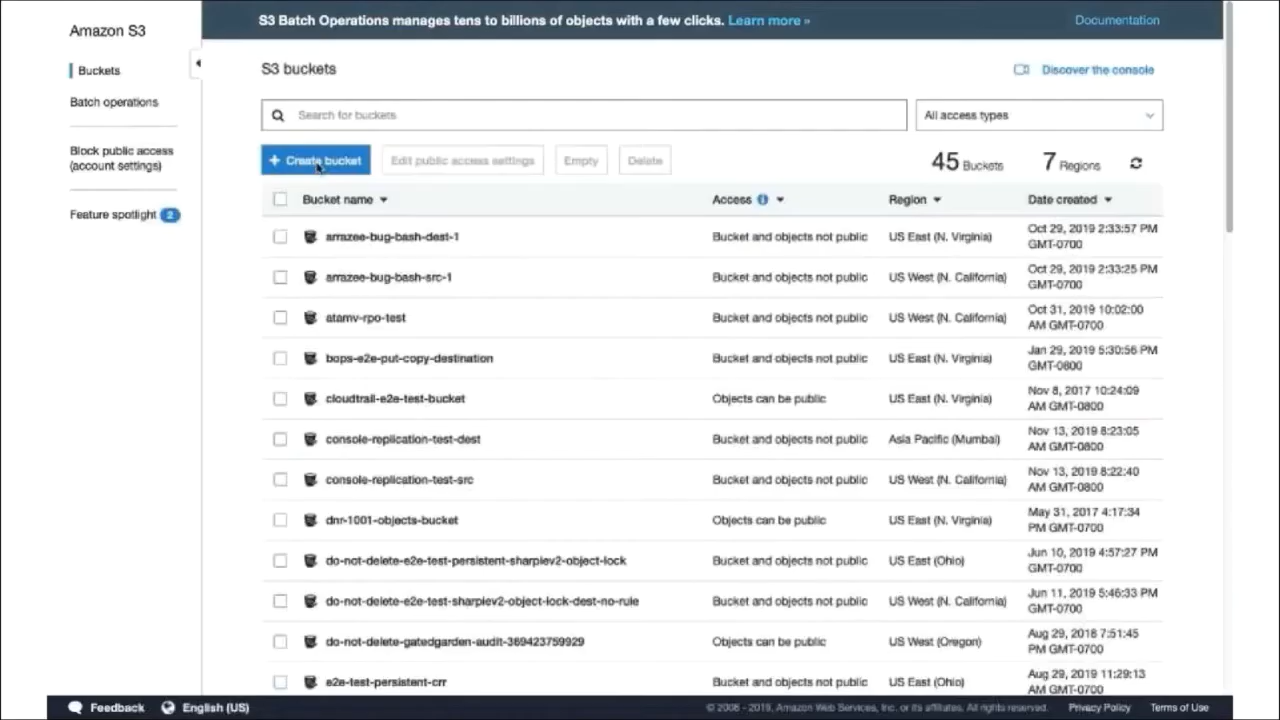 Amazon S3
Buckets
Batch operations
Block public access
(account settings)
Feature spotlight 2
S3 Batch Operations manages tens to billions of objects with a few clicks. Learn more »
Documentation
S3 buckets
Discover the console
Search for buckets
All access types
+ Create bucket
Edit public access settings
Empty
Delete
45 Buckets
7 Regions
Bucket name
Access
Region
Date created
arrazee-bug-bash-dest-1
Bucket and objects not public
US East (N. Virginia)
Oct 29, 2019 2:33:57 PM
GMT-0700
arrazee-bug-bash-src-1
Bucket and objects not public
US West (N. California)
Oct 29, 2019 2:33:25 PM
GMT-0700
atamv-rpo-test
Bucket and objects not public
US West (N. California)
Oct 31, 2019 10:02:00
AM GMT-0700
bops-e2e-put-copy-destination
Bucket and objects not public
US East (N. Virginia)
Jan 29, 2019 5:30:56 PM
GMT-0800
cloudtrail-e2e-test-bucket
Objects can be public
US East (N. Virginia)
Nov 8, 2017 10:24:09
AM GMT-0800
console-replication-test-dest
Bucket and objects not public
Asia Pacific (Mumbai)
Nov 13, 2019 8:23:05
AM GMT-0800
console-replication-test-src
Bucket and objects not public
US West (N. California)
Nov 13, 2019 8:22:40
AM GMT-0800
dnr-1001-objects-bucket
Objects can be public
US East (N. Virginia)
May 31, 2017 4:17:34
PM GMT-0700
do-not-delete-e2e-test-persistent-sharpiev2-object-lock
Bucket and objects not public
US East (Ohio)
Jun 10, 2019 4:57:27 PM
GMT-0700
do-not-delete-e2e-test-sharpiev2-object-lock-dest-no-rule
Bucket and objects not public
US West (N. California)
Jun 11, 2019 5:46:33 PM
GMT-0700
do-not-delete-gatedgarden-audit-369423759929
Objects can be public
US West (Oregon)
Aug 29, 2018 7:51:45
PM GMT-0700
e2e-test-persistent-crr
Bucket and objects not public
US East (Ohio)
Aug 29, 2019 11:29:13
AM GMT-0700
Feedback
English (US)
© 2008 - 2019, Amazon Web Services, Inc. or its affiliates. All rights reserved.
Privacy Policy
Terms of Use